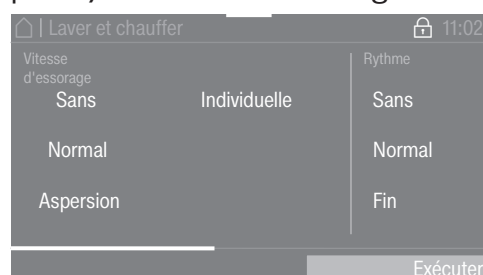 | Laver et chauffer 11:02
Vitesse
d'essorage
Sans Individuelle
Normal
Aspersion
Rythme
Sans
Normal
Fin
Exécuter